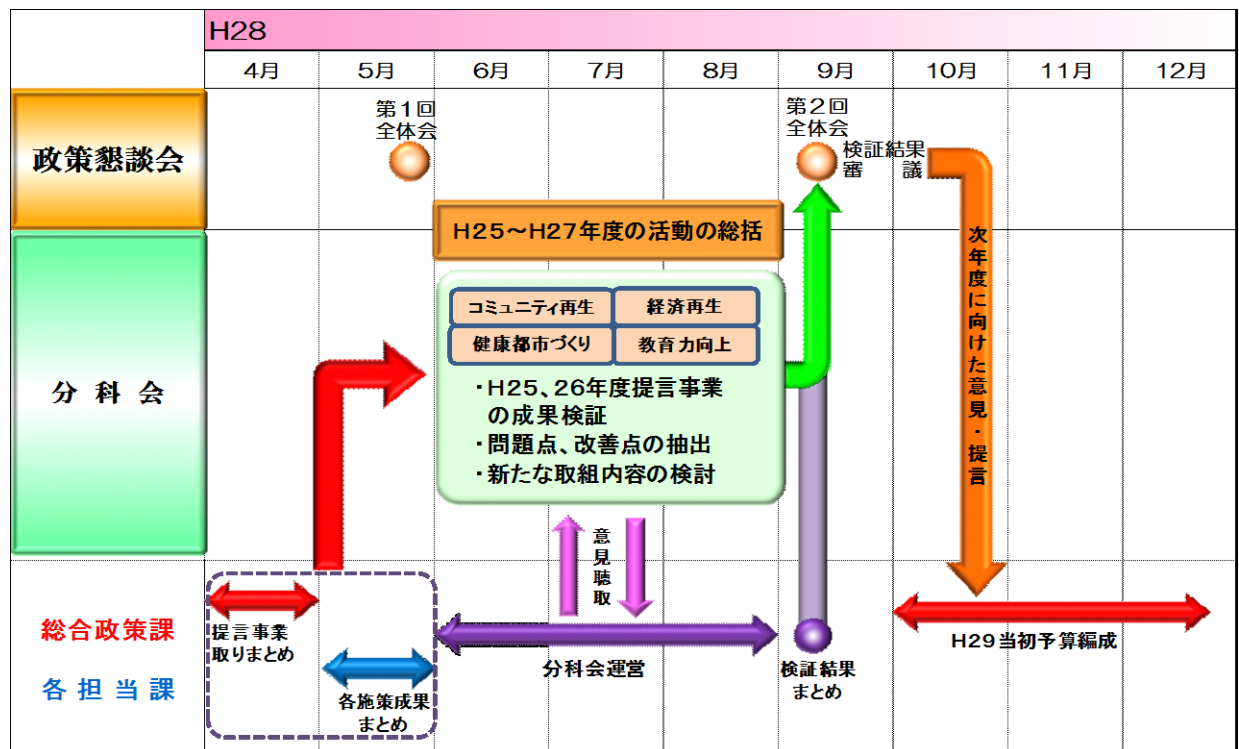 H28
4月 5月 6月 7月 8月 9月 10月 11月 12月
政策懇談会
第1回
全体会
第2回
全体会
検証結果
審議
H25～H27年度の活動の総括
分科会
コミュニティ再生
経済再生
健康都市づくり
教育力向上
・H25、26年度提言事業
の成果検証
・問題点、改善点の抽出
・新たな取組内容の検討
次年度に向けた意見・提言
意見聴取
総合政策課
各担当課
提言事業
取りまとめ
各施策成果
まとめ
分科会運営
検証結果
まとめ
H29当初予算編成